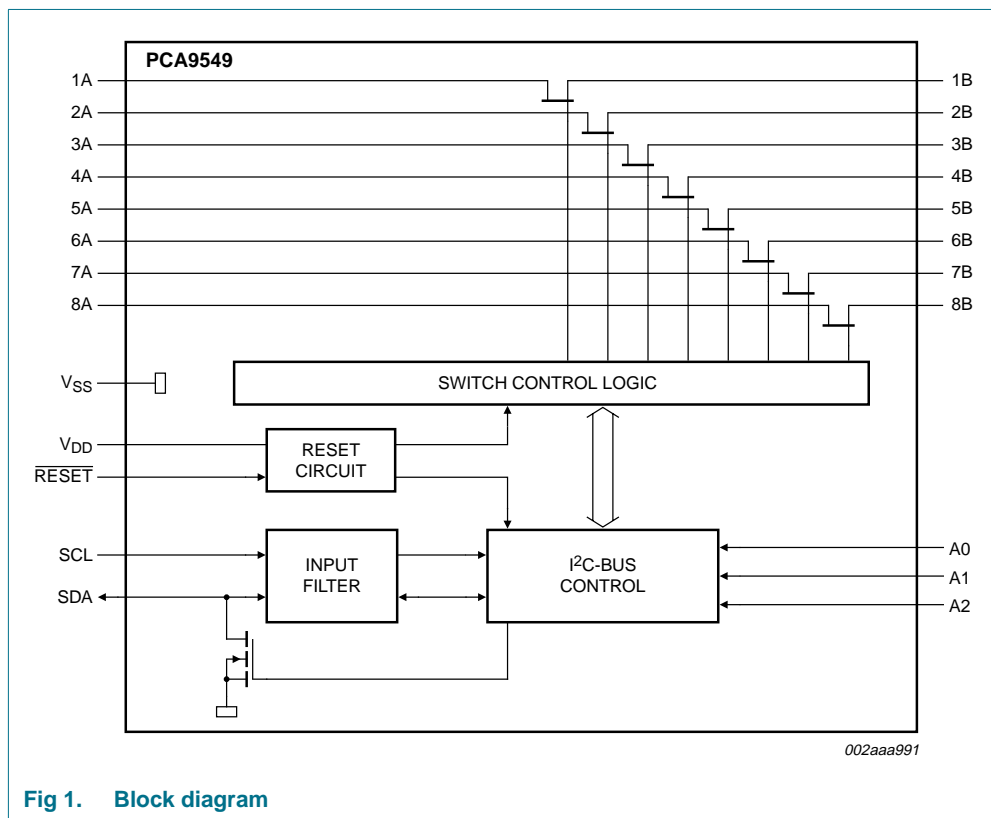 PCA9549
1A
1B
2A
2B
3A
3B
4A
4B
5A
5B
6A
6B
7A
7B
8A
8B
VSS
SWITCH CONTROL LOGIC
VDD
RESET
RESET
CIRCUIT
SCL
SDA
INPUT
FILTER
I²C-BUS
CONTROL
A0
A1
A2
002aaa991
Fig 1. Block diagram